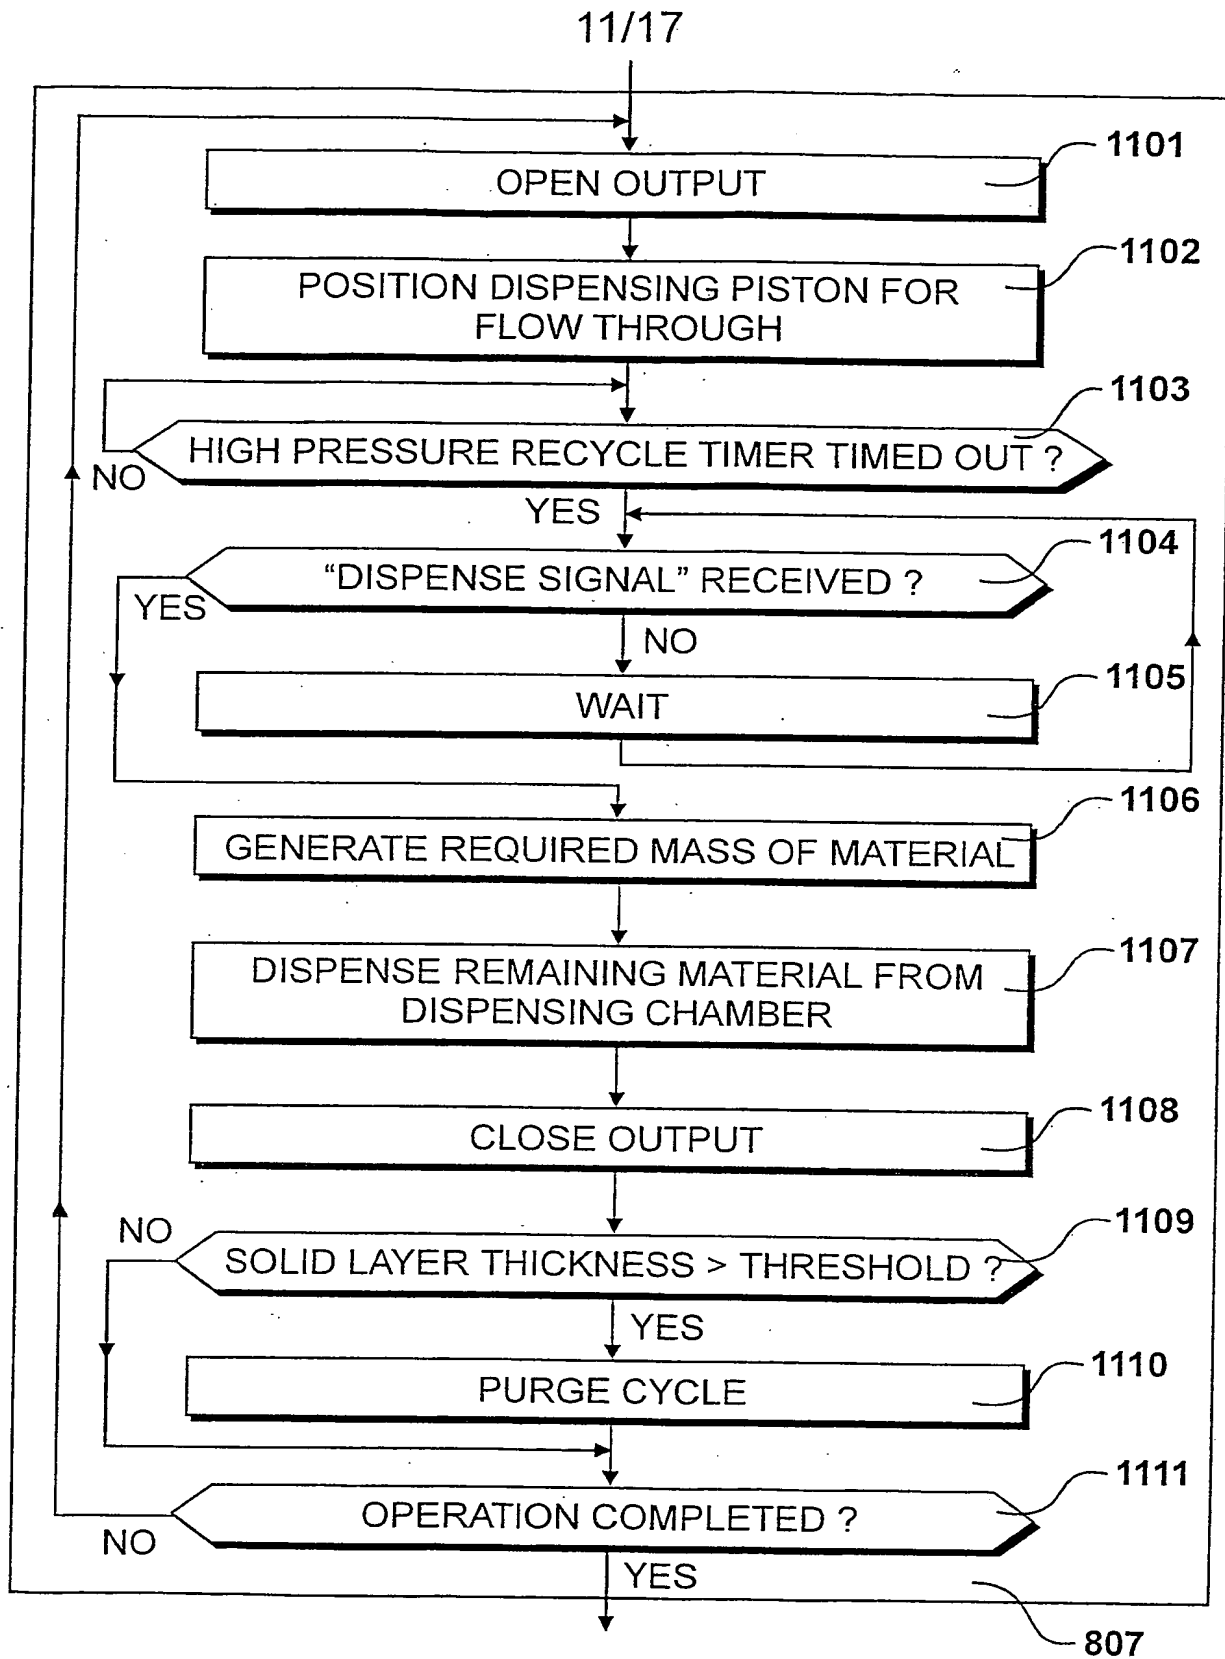 11/17
1101
OPEN OUTPUT
1102
POSITION DISPENSING PISTON FOR
FLOW THROUGH
1103
HIGH PRESSURE RECYCLE TIMER TIMED OUT ?
NO
YES
1104
“DISPENSE SIGNAL” RECEIVED ?
YES
NO
1105
WAIT
1106
GENERATE REQUIRED MASS OF MATERIAL
1107
DISPENSE REMAINING MATERIAL FROM
DISPENSING CHAMBER
1108
CLOSE OUTPUT
1109
NO
SOLID LAYER THICKNESS > THRESHOLD ?
YES
1110
PURGE CYCLE
1111
OPERATION COMPLETED ?
NO
YES
807